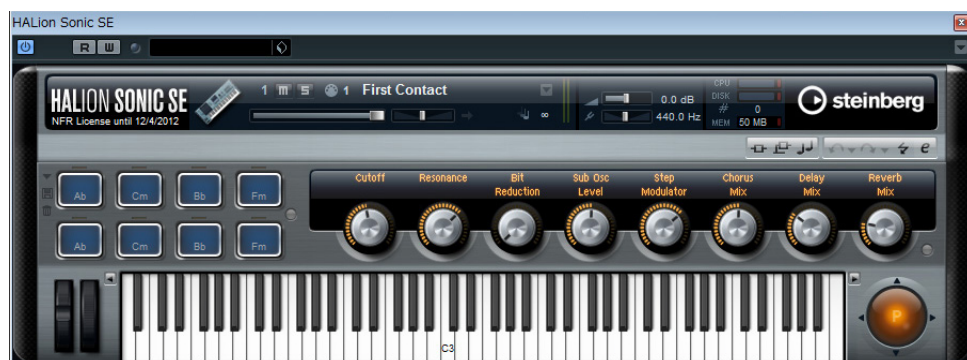 HALion Sonic SE
R W
HALION SONIC SE
NFR License until 12/4/2012
1 m s 1 First Contact
0.0 dB
440.0 Hz
CPU
DISK
# 0
MEM 50 MB
steinberg
e
Ab Cm Bb Fm
Ab Cm Bb Fm
Cutoff
Resonance
Bit
Reduction
Sub Osc
Level
Step
Modulator
Chorus
Mix
Delay
Mix
Reverb
Mix
C3
P